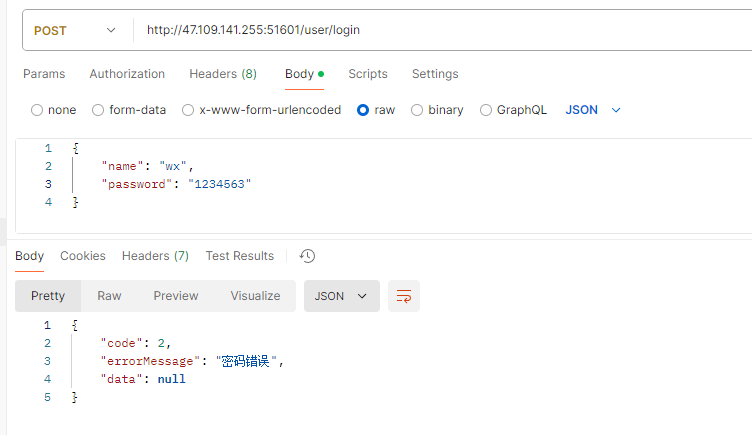 POST http://47.109.141.255:51601/user/login
Params Authorization Headers (8) Body Scripts Settings
none form-data x-www-form-urlencoded raw binary GraphQL JSON
1 {
2 "name": "wx",
3 "password": "1234563"
4 }
Body Cookies Headers (7) Test Results
Pretty Raw Preview Visualize JSON
1 {
2 "code": 2,
3 "errorMessage": "密码错误",
4 "data": null
5 }